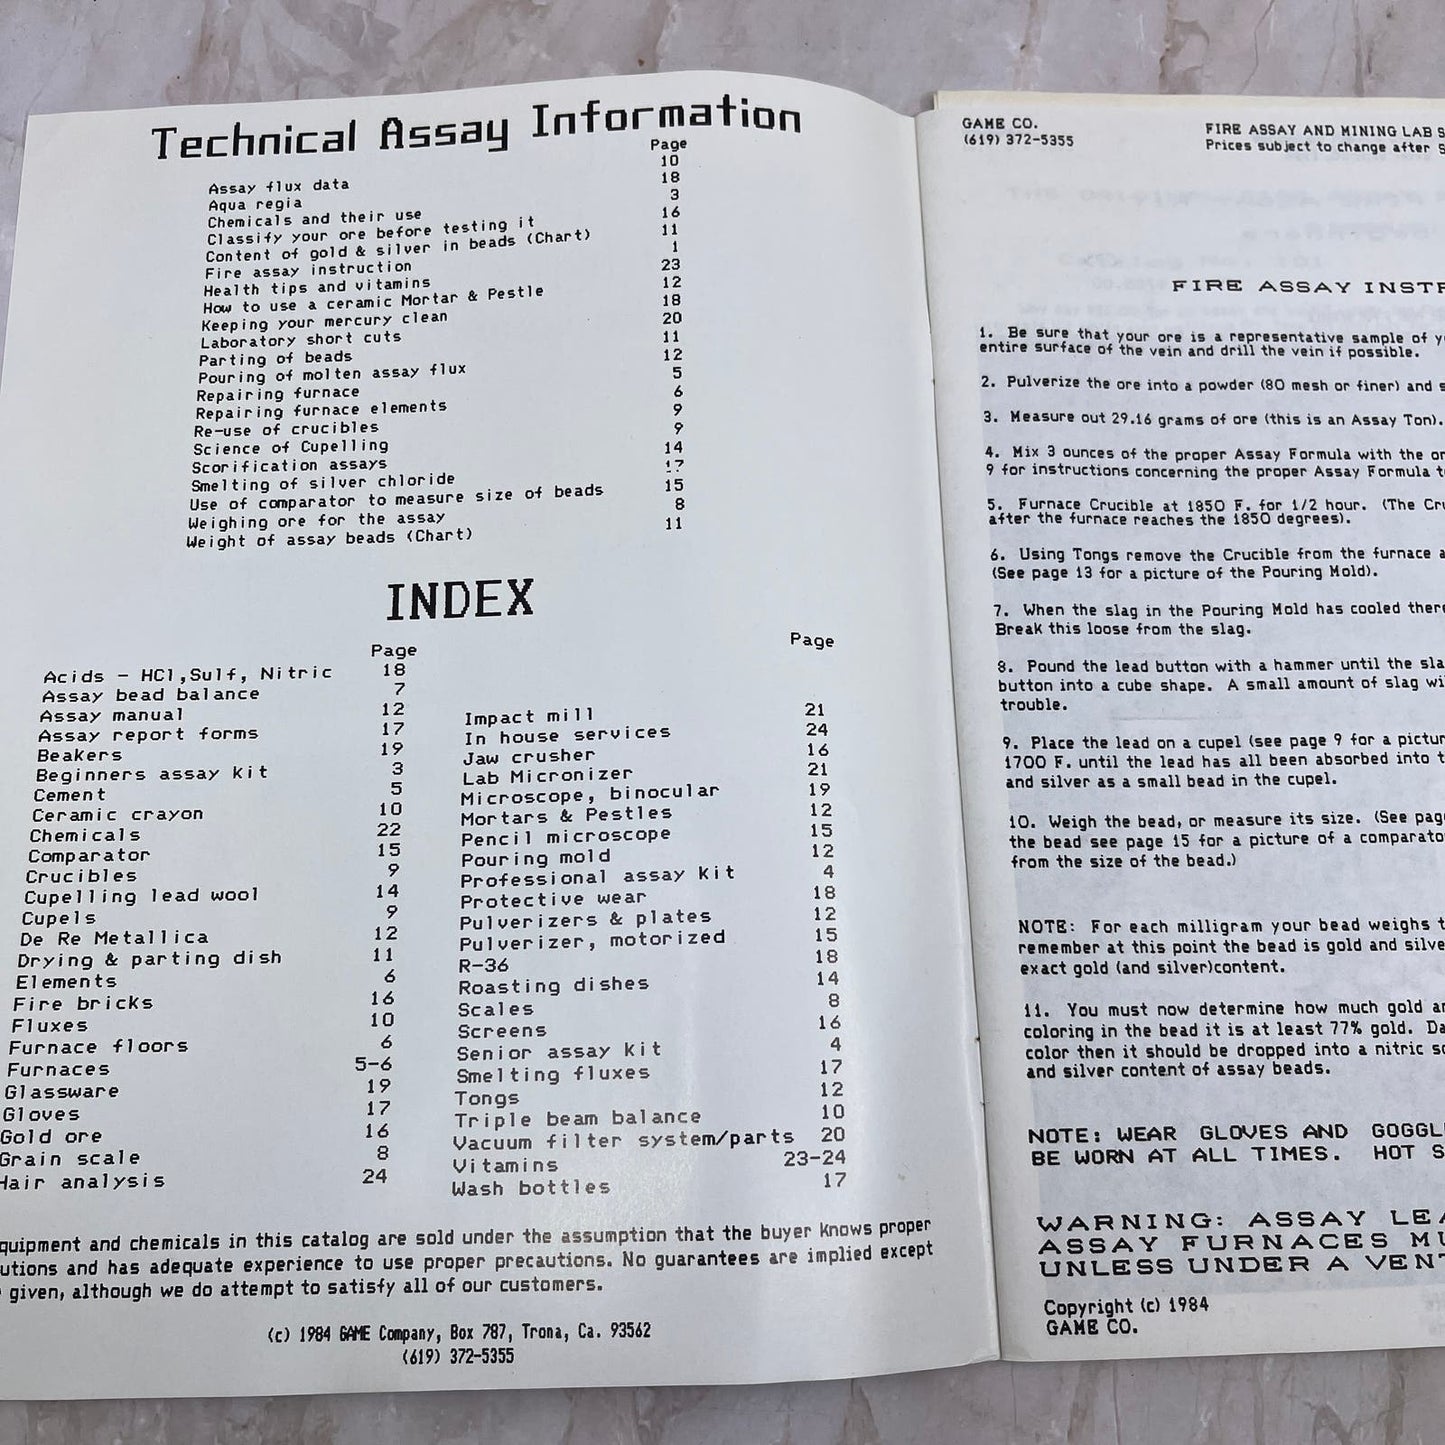 Technical Assay Information
Page
Assay flux data 10
Aqua regia 18
Chemicals and their use 3
Classify your ore before testing it 16
Content of gold & silver in beads (Chart) 11
Fire assay instruction 1
Health tips and vitamins 23
How to use a ceramic Mortar & Pestle 12
Keeping your mercury clean 18
Laboratory short cuts 20
Parting of beads 11
Pouring of molten assay flux 12
Repairing furnace 5
Repairing furnace elements 6
Re-use of crucibles 9
Science of Cupelling 9
Scorification assays 14
Smelting of silver chloride 17
Use of comparator to measure size of beads 15
Weighing ore for the assay 8
Weight of assay beads (Chart) 11
INDEX
Page
Acids - HCl,Sulf, Nitric 18
Assay bead balance 7
Assay manual 12
Assay report forms 17
Beakers 19
Beginners assay kit 3
Cement 5
Ceramic crayon 10
Chemicals 22
Comparator 15
Crucibles 9
Cupelling lead wool 14
Cupels 9
De Re Metallica 12
Drying & parting dish 11
Elements 6
Fire bricks 16
Fluxes 10
Furnace floors 6
Furnaces 5-6
Glassware 19
Gloves 17
Gold ore 16
Grain scale 8
Hair analysis 24
Page
Impact mill 21
In house services 24
Jaw crusher 16
Lab Micronizer 21
Microscope, binocular 19
Mortars & Pestles 12
Pencil microscope 15
Pouring mold 12
Professional assay kit 4
Protective wear 18
Pulverizers & plates 12
Pulverizer, motorized 15
R-36 18
Roasting dishes 14
Scales 8
Screens 16
Senior assay kit 4
Smelting fluxes 17
Tongs 12
Triple beam balance 10
Vacuum filter system/parts 20
Vitamins 23-24
Wash bottles 17
quipment and chemicals in this catalog are sold under the assumption that the buyer knows proper
utions and has adequate experience to use proper precautions. No guarantees are implied except
given, although we do attempt to satisfy all of our customers.
(c) 1984 GAME Company, Box 787, Trona, Ca. 93562
(619) 372-5355
GAME CO.
(619) 372-5355
FIRE ASSAY AND MINING LAB S
Prices subject to change after S
FIRE ASSAY INSTR
1. Be sure that your ore is a representative sample of y
entire surface of the vein and drill the vein if possible.
2. Pulverize the ore into a powder (80 mesh or finer) and s
3. Measure out 29.16 grams of ore (this is an Assay Ton).
4. Mix 3 ounces of the proper Assay Formula with the or
9 for instructions concerning the proper Assay Formula t
5. Furnace Crucible at 1850 F. for 1/2 hour. (The Cru
after the furnace reaches the 1850 degrees).
6. Using Tongs remove the Crucible from the furnace a
(See page 13 for a picture of the Pouring Mold).
7. When the slag in the Pouring Mold has cooled there
Break this loose from the slag.
8. Pound the lead button with a hammer until the sla
button into a cube shape. A small amount of slag wi
trouble.
9. Place the lead on a cupel (see page 9 for a pictur
1700 F. until the lead has all been absorbed into t
and silver as a small bead in the cupel.
10. Weigh the bead, or measure its size. (See pag
the bead see page 15 for a picture of a comparato
from the size of the bead.)
NOTE: For each milligram your bead weighs t
remember at this point the bead is gold and silve
exact gold (and silver)content.
11. You must now determine how much gold an
coloring in the bead it is at least 77% gold. Da
color then it should be dropped into a nitric so
and silver content of assay beads.
NOTE: WEAR GLOVES AND GOGGL
BE WORN AT ALL TIMES. HOT S
WARNING: ASSAY LEA
ASSAY FURNACES MU
UNLESS UNDER A VENT
Copyright (c) 1984
GAME CO.